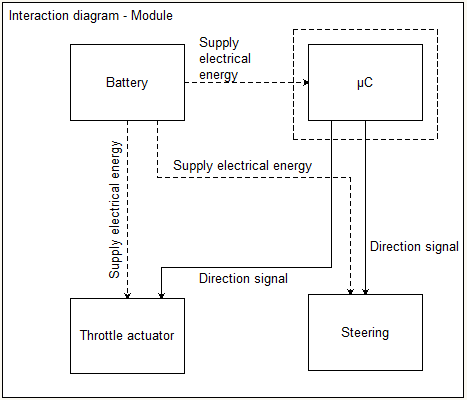 Interaction diagram - Module
Supply
electrical
energy
Battery
µC
Supply electrical energy
Supply electrical energy
Direction signal
Direction signal
Throttle actuator
Steering